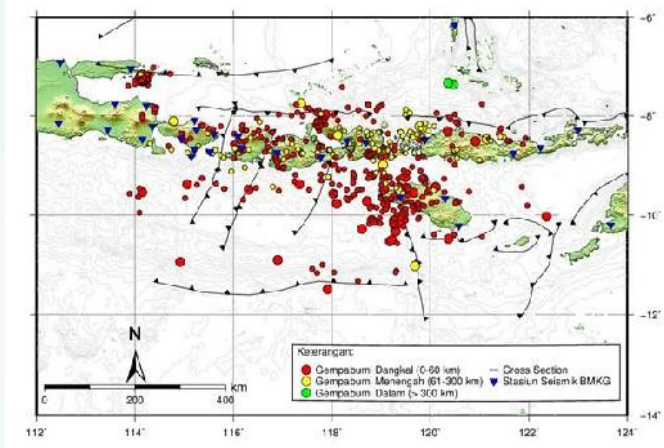 -6°
-8°
-10°
-12°
-14°
N
0 200 400 km
Keterangan:
Gempabumi Dangkal (0-60 km)
Gempabumi Menengah (61-300 km)
Gempabumi Dalam (> 300 km)
Cross Section
Stasiun Seismik BMKG
112° 114° 116° 118° 120° 122° 124°